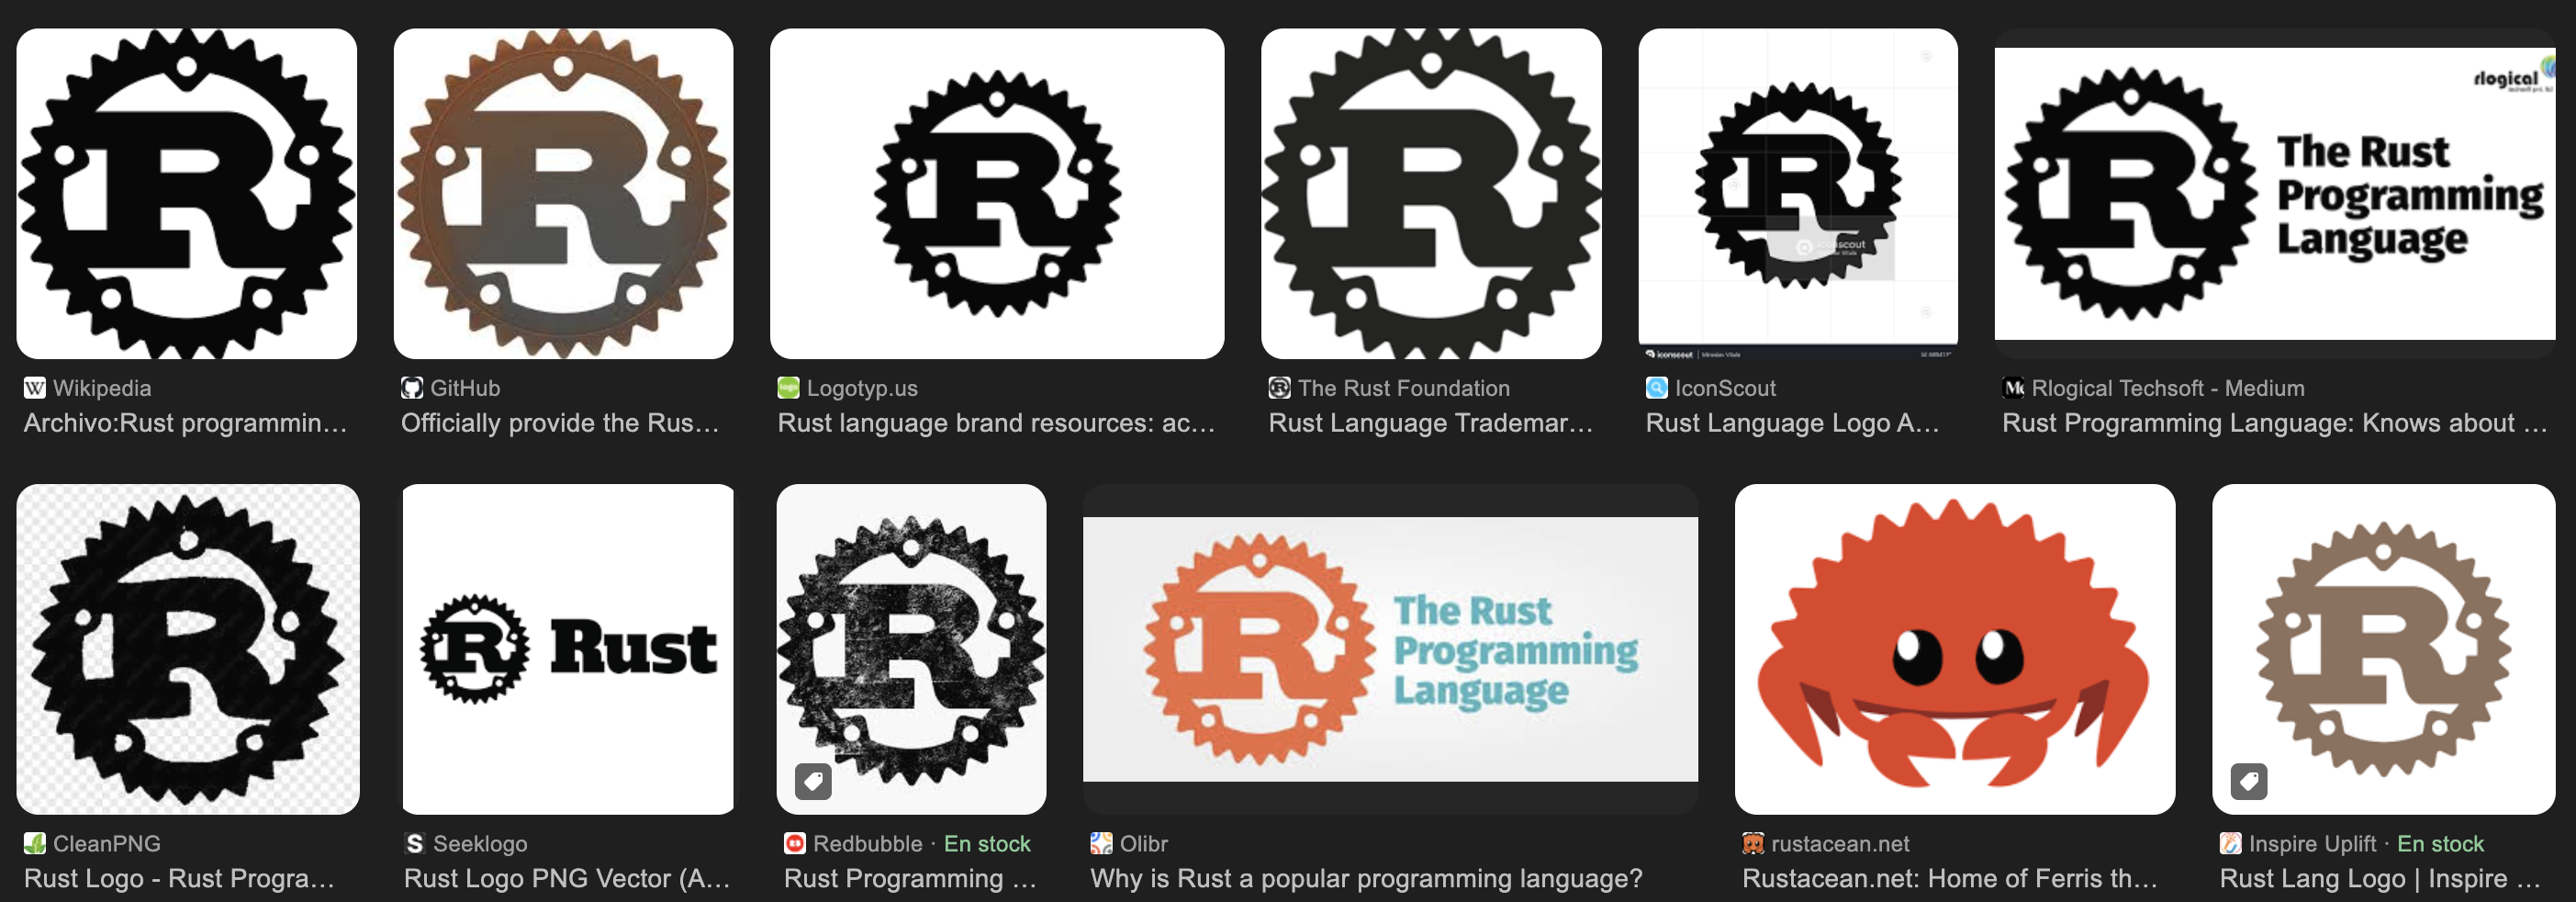 R
R
R
R
R
iconscout
R
rlogical
The Rust
Programming
Language
iconscout
Miroslav Vitula
W Wikipedia
GitHub
logo Logotyp.us
The Rust Foundation
IconScout
Rlogical Techsoft - Medium
Archivo:Rust programmin...
Officially provide the Rus...
Rust language brand resources: ac...
Rust Language Trademar...
Rust Language Logo A...
Rust Programming Language: Knows about ...
R
R Rust
R
R
The Rust
Programming
Language
R
CleanPNG
S Seeklogo
Redbubble · En stock
Olibr
rustacean.net
Inspire Uplift · En stock
Rust Logo - Rust Progra...
Rust Logo PNG Vector (A...
Rust Programming ...
Why is Rust a popular programming language?
Rustacean.net: Home of Ferris th...
Rust Lang Logo | Inspire ...